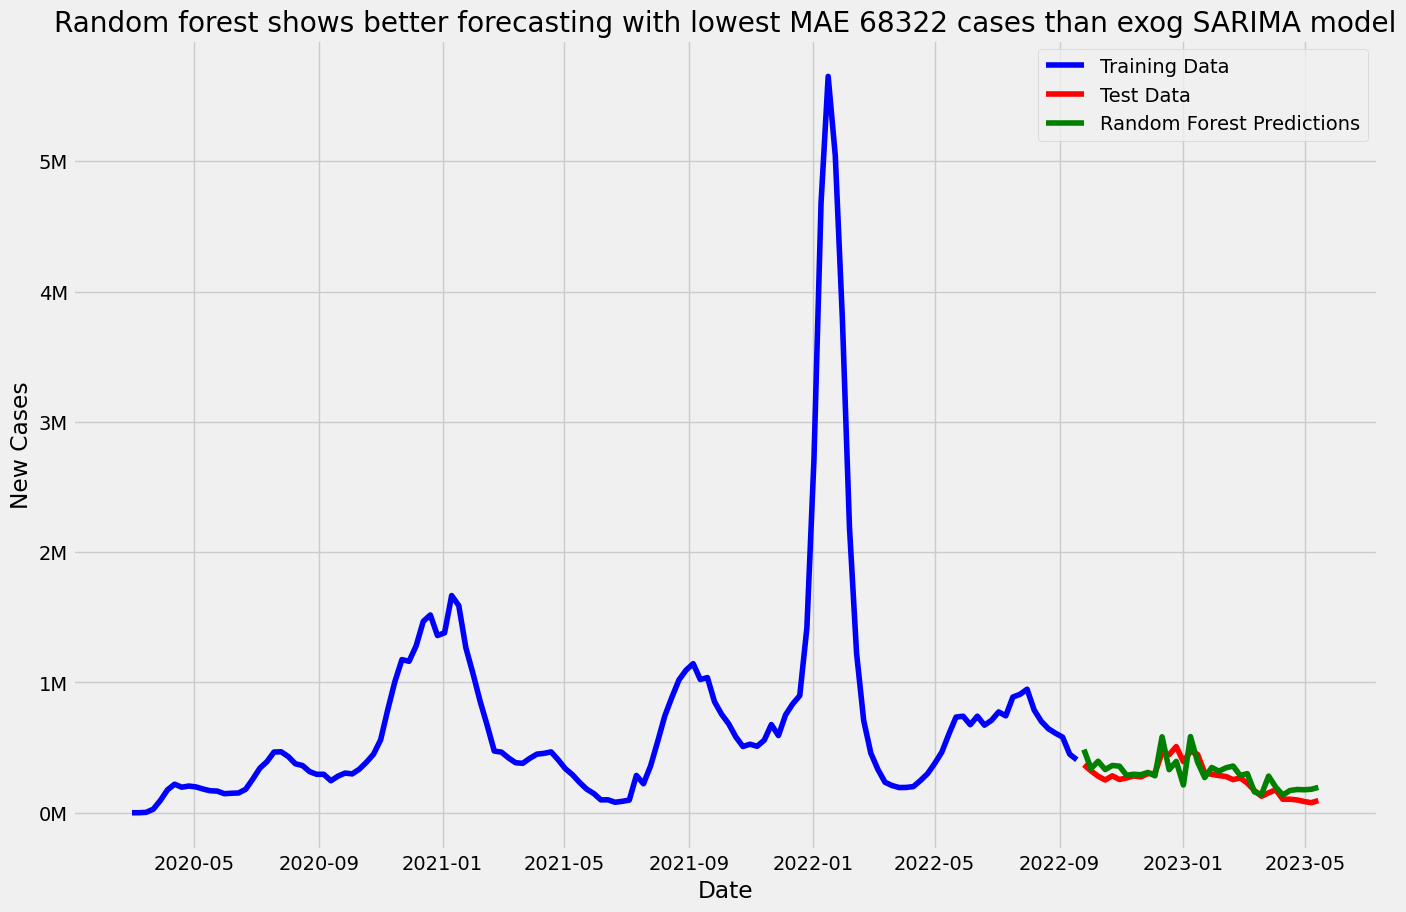 Random forest shows better forecasting with lowest MAE 68322 cases than exog SARIMA model
Training Data
Test Data
Random Forest Predictions
5M
4M
3M
2M
1M
0M
New Cases
2020-05 2020-09 2021-01 2021-05 2021-09 2022-01 2022-05 2022-09 2023-01 2023-05
Date